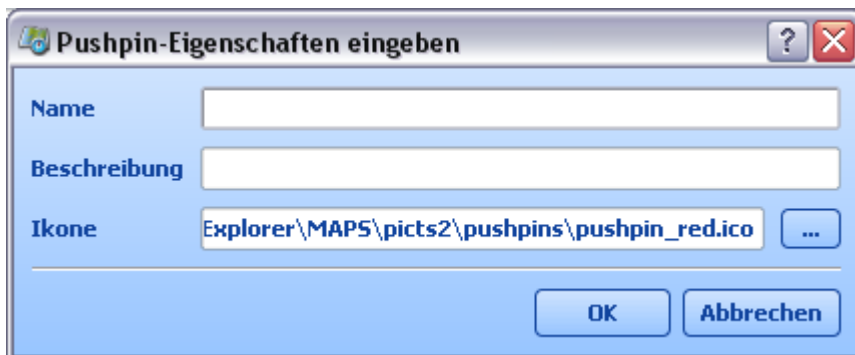 Pushpin-Eigenschaften eingeben ?
Name
Beschreibung
Ikone Explorer\MAPS\picts2\pushpins\pushpin_red.ico ...
OK Abbrechen